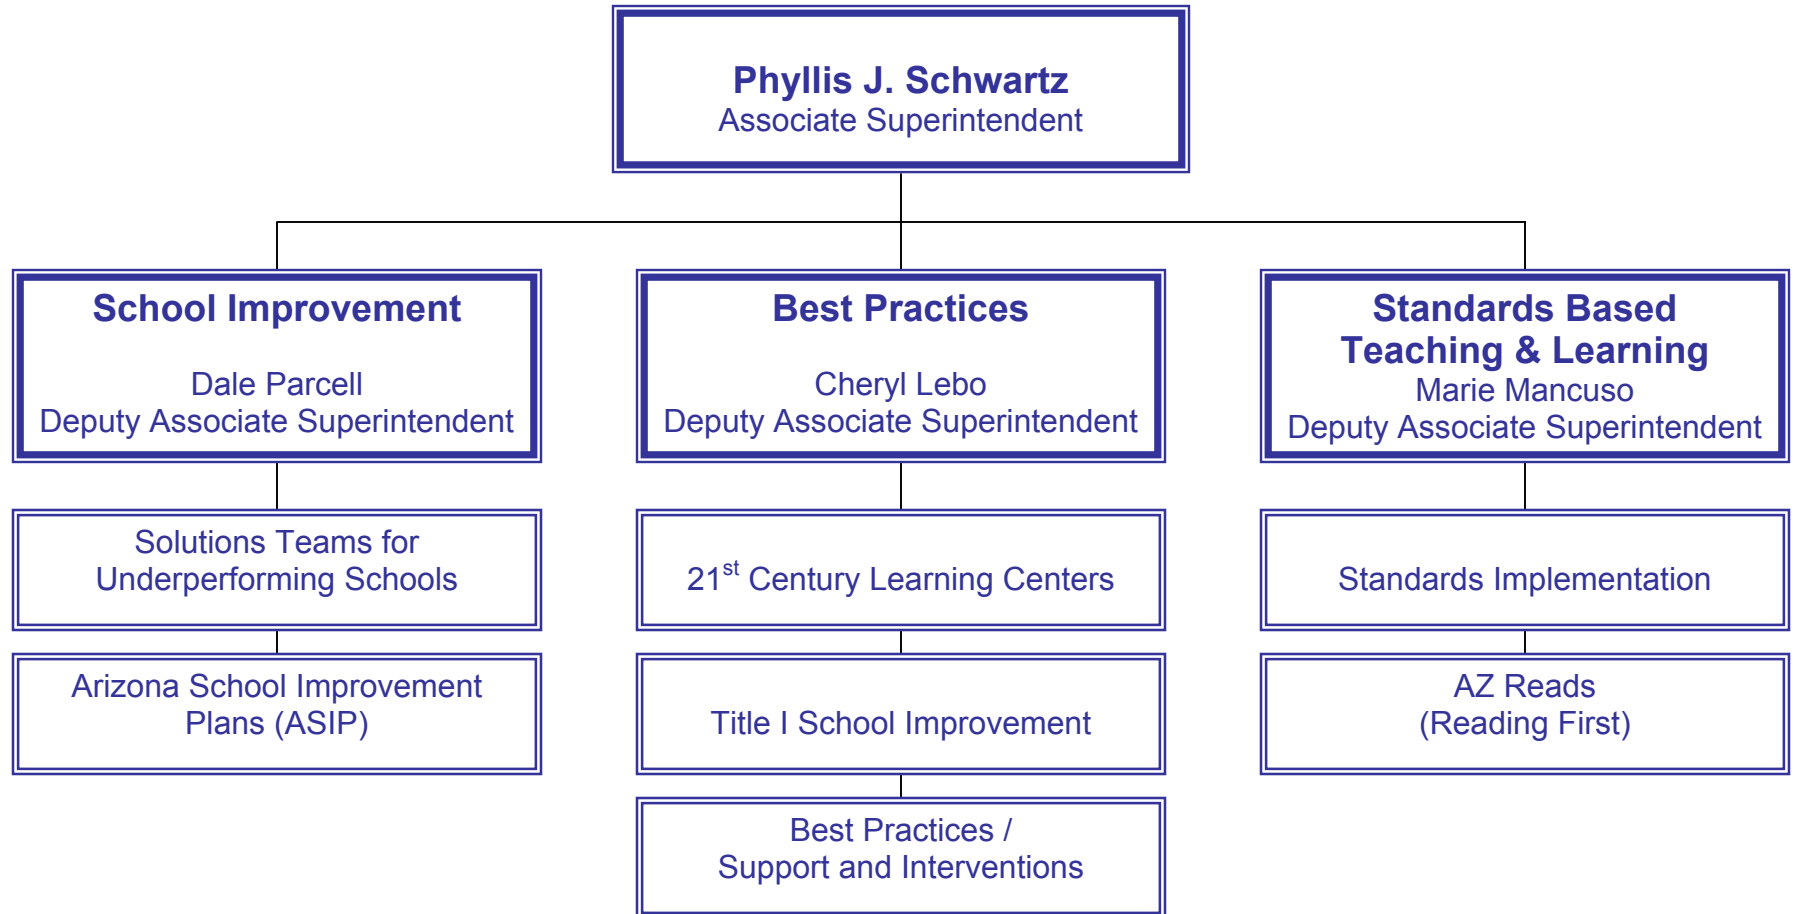 Phyllis J. Schwartz
Associate Superintendent
School Improvement
Dale Parcell
Deputy Associate Superintendent
Best Practices
Cheryl Lebo
Deputy Associate Superintendent
Standards Based
Teaching & Learning
Marie Mancuso
Deputy Associate Superintendent
Solutions Teams for
Underperforming Schools
21st Century Learning Centers
Standards Implementation
Arizona School Improvement
Plans (ASIP)
Title I School Improvement
AZ Reads
(Reading First)
Best Practices /
Support and Interventions